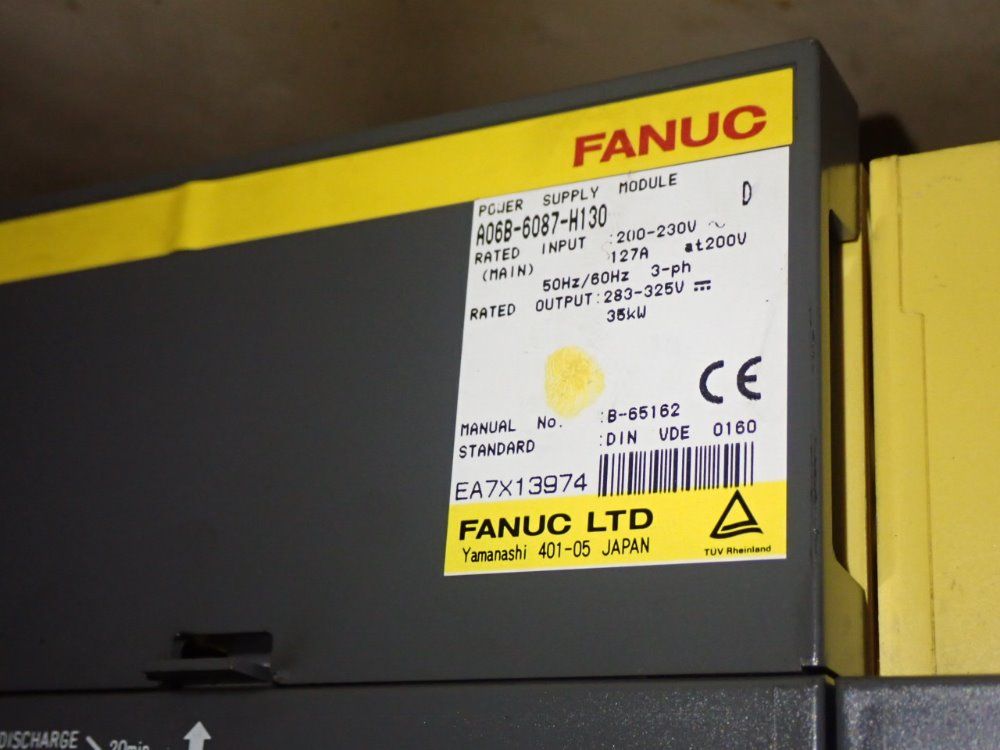 FANUC
POWER SUPPLY MODULE D
A06B-6087-H130
RATED INPUT :200-230V ~
(MAIN) 127A at200V
50Hz/60Hz 3-ph
RATED OUTPUT:283-325V ⎓
35kW
CE
MANUAL No. :B-65162
STANDARD :DIN VDE 0160
EA7X13974
FANUC LTD
Yamanashi 401-05 JAPAN
TÜV Rheinland
DISCHARGE 20min